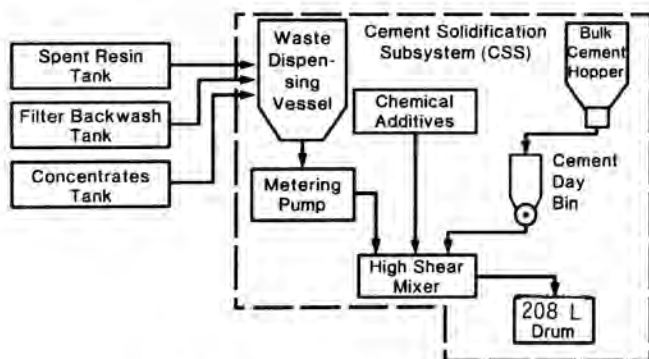 Spent Resin
Tank
Filter Backwash
Tank
Concentrates
Tank
Waste
Dispen-
sing
Vessel
Metering
Pump
Cement Solidification
Subsystem (CSS)
Chemical
Additives
Bulk
Cement
Hopper
Cement
Day
Bin
High Shear
Mixer
208 L
Drum